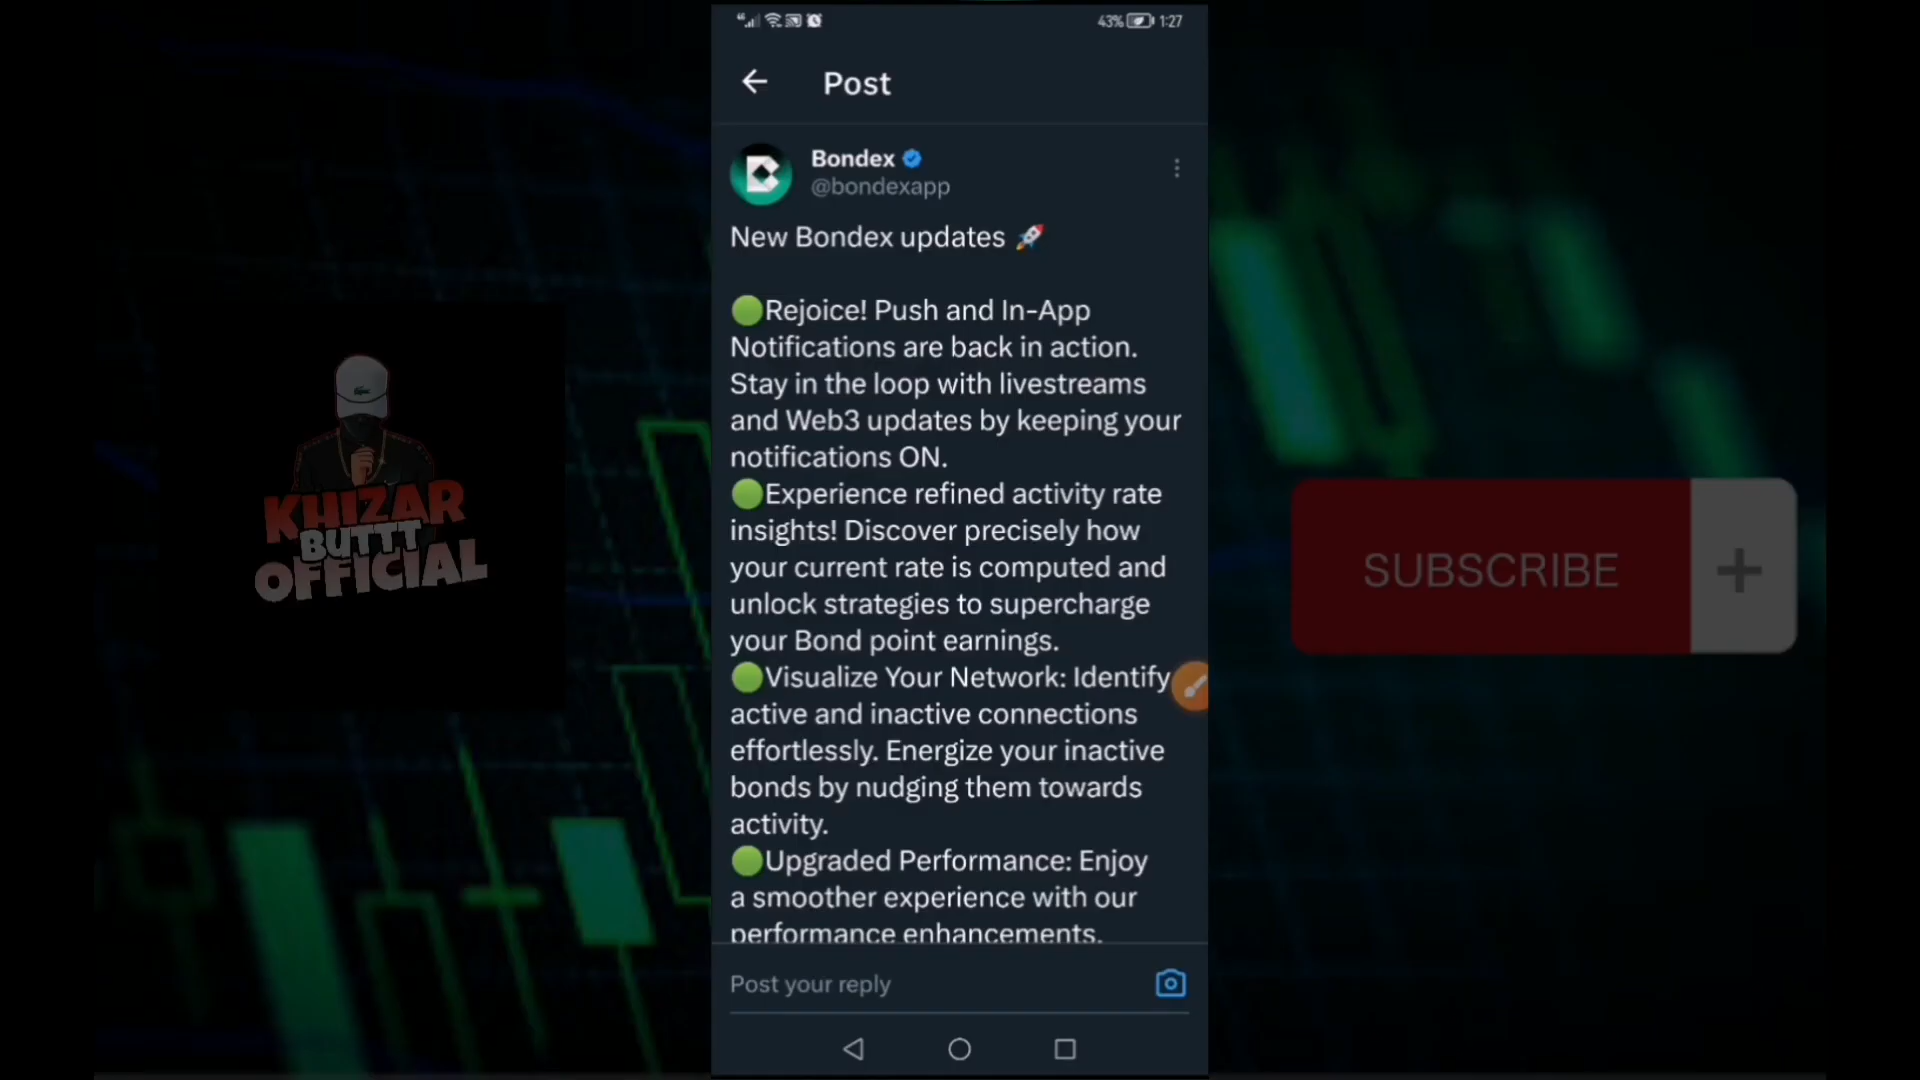 43% 1:27
Post
Bondex
@bondexapp
New Bondex updates 🚀
🟢Rejoice! Push and In-App
Notifications are back in action.
Stay in the loop with livestreams
and Web3 updates by keeping your
notifications ON.
🟢Experience refined activity rate
insights! Discover precisely how
your current rate is computed and
unlock strategies to supercharge
your Bond point earnings.
🟢Visualize Your Network: Identify
active and inactive connections
effortlessly. Energize your inactive
bonds by nudging them towards
activity.
🟢Upgraded Performance: Enjoy
a smoother experience with our
performance enhancements.
Post your reply
KHIZAR
BUTTT
OFFICIAL
SUBSCRIBE +